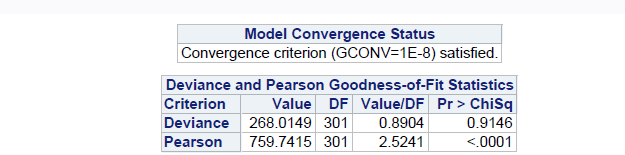 Model Convergence Status
Convergence criterion (GCONV=1E-8) satisfied.
Deviance and Pearson Goodness-of-Fit Statistics
Criterion Value DF Value/DF Pr > ChiSq
Deviance 268.0149 301 0.8904 0.9146
Pearson 759.7415 301 2.5241 <.0001